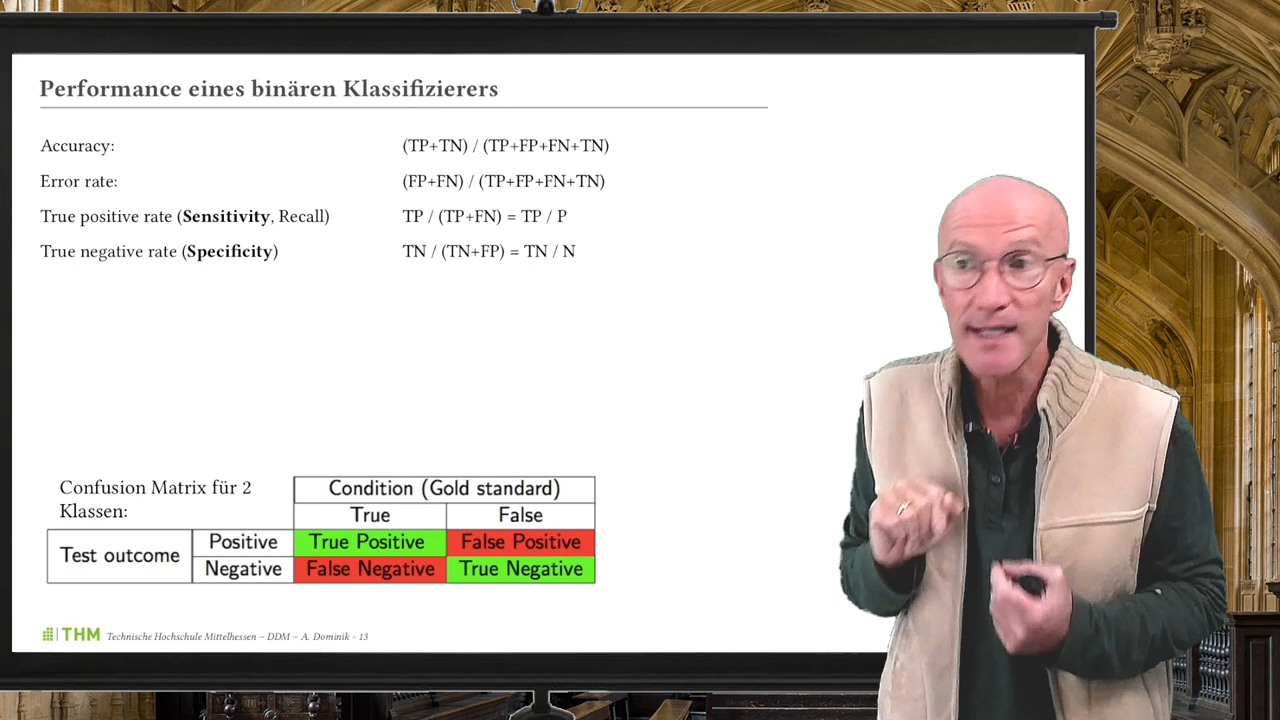 Performance eines binären Klassifizierers
Accuracy: (TP+TN) / (TP+FP+FN+TN)
Error rate: (FP+FN) / (TP+FP+FN+TN)
True positive rate (Sensitivity, Recall) TP / (TP+FN) = TP / P
True negative rate (Specificity) TN / (TN+FP) = TN / N
Confusion Matrix für 2
Klassen:
Condition (Gold standard)
True False
Test outcome
Positive True Positive False Positive
Negative False Negative True Negative
THM Technische Hochschule Mittelhessen – DDM – A. Dominik - 13